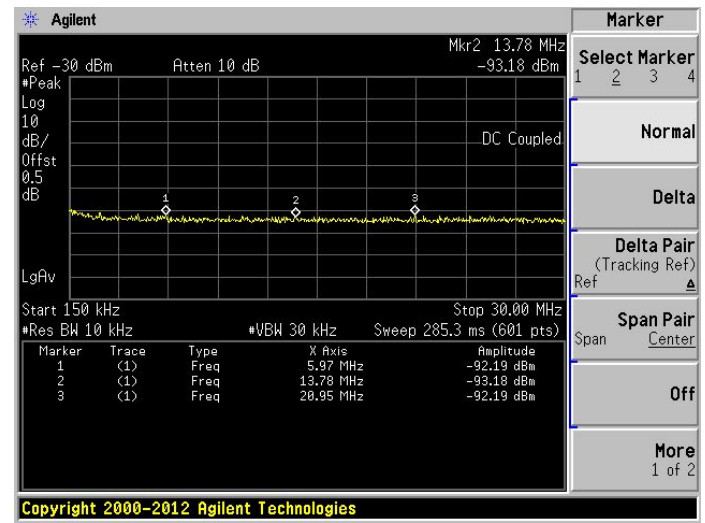 Agilent
Marker
Mkr2 13.78 MHz
Ref -30 dBm Atten 10 dB -93.18 dBm
#Peak
Log
10
dB/
Offst
0.5
dB
DC Coupled
1 2 3
LgAv
Start 150 kHz Stop 30.00 MHz
#Res BW 10 kHz #VBW 30 kHz Sweep 285.3 ms (601 pts)
Marker Trace Type X Axis Amplitude
1 (1) Freq 5.97 MHz -92.19 dBm
2 (1) Freq 13.78 MHz -93.18 dBm
3 (1) Freq 20.95 MHz -92.19 dBm
Select Marker
1 2 3 4
Normal
Delta
Delta Pair
(Tracking Ref)
Ref Δ
Span Pair
Span Center
Off
More
1 of 2
Copyright 2000-2012 Agilent Technologies